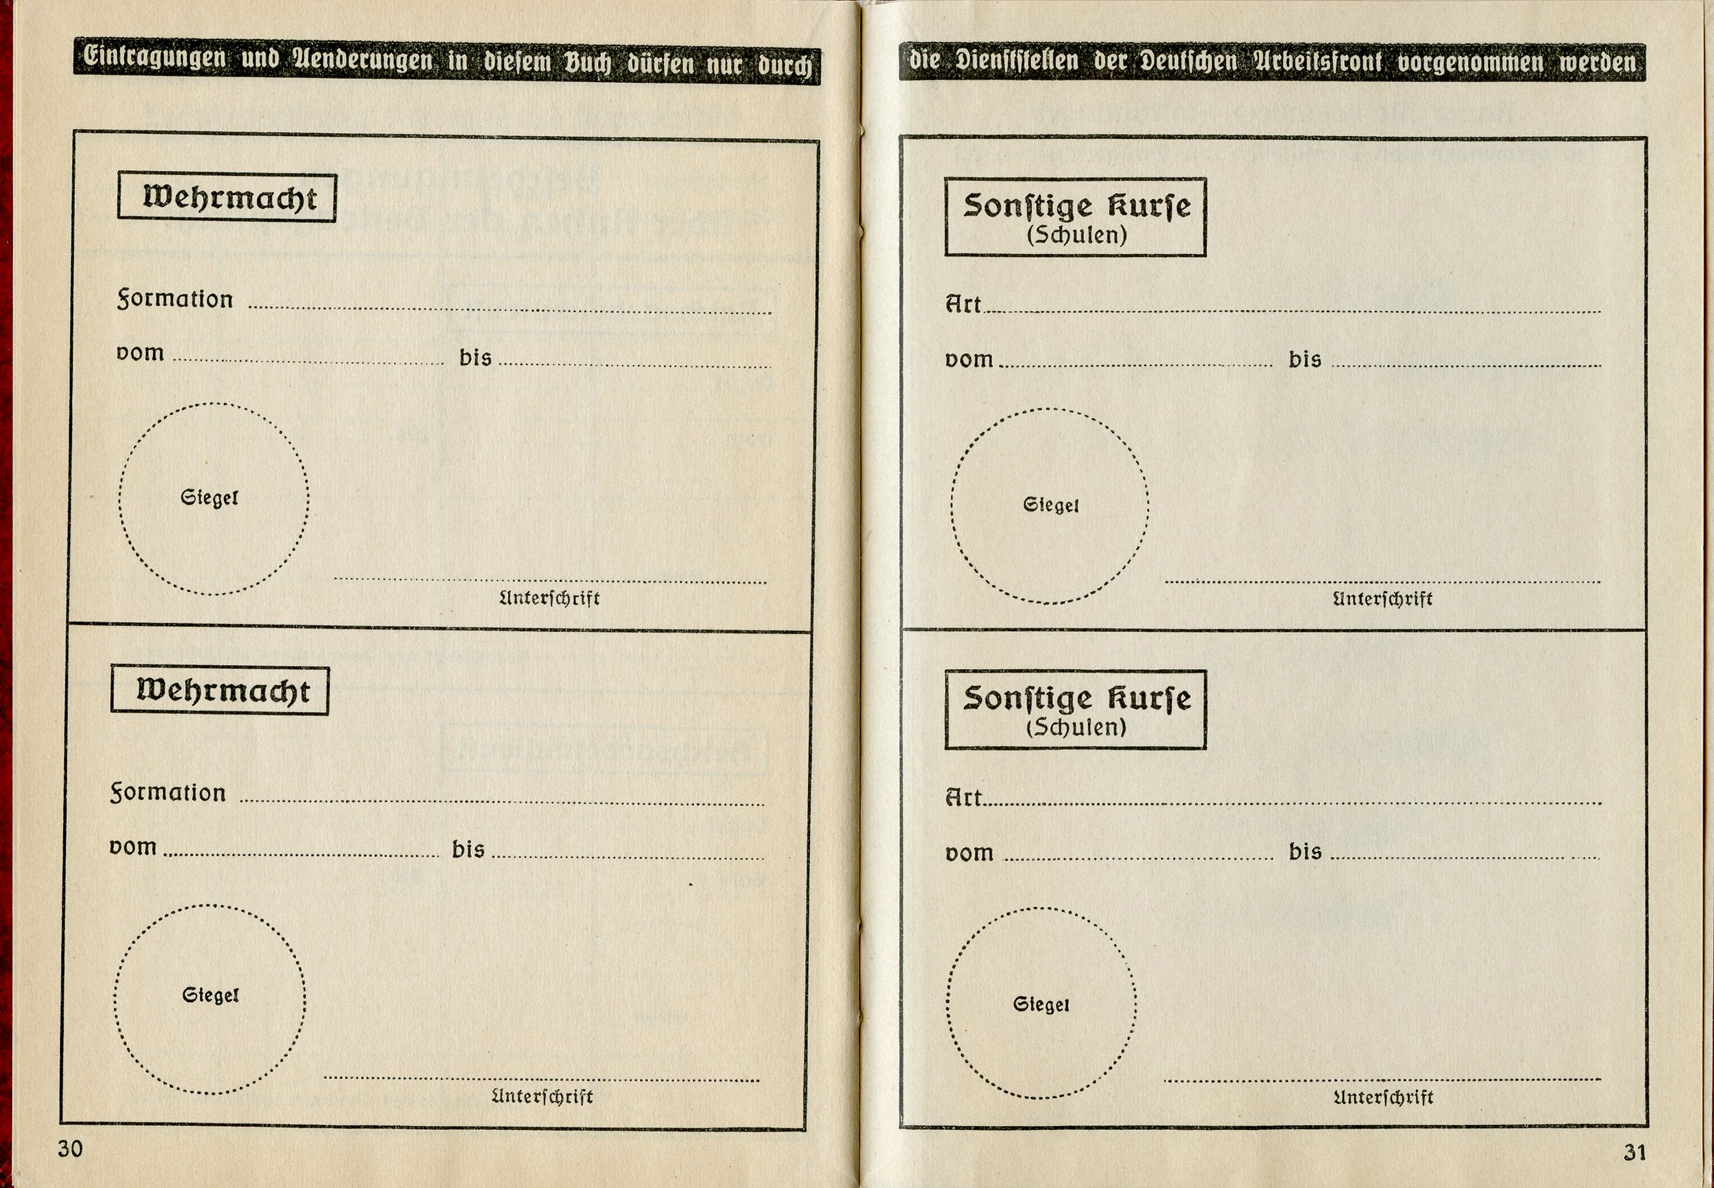 Eintragungen und Aenderungen in diesem Buch dürfen nur durch
Wehrmacht
Formation
vom bis
Siegel
Unterschrift
Wehrmacht
Formation
vom bis
Siegel
Unterschrift
30
die Dienststellen der Deutschen Arbeitsfront vorgenommen werden
Sonstige Kurse
(Schulen)
Art
vom bis
Siegel
Unterschrift
Sonstige Kurse
(Schulen)
Art
vom bis
Siegel
Unterschrift
31